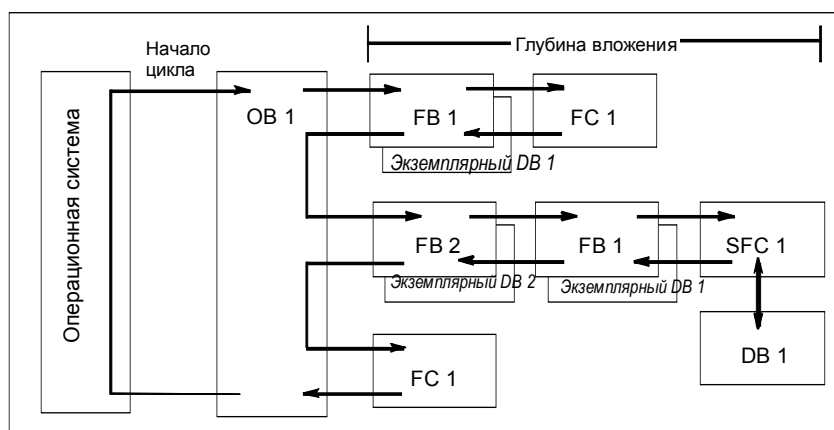 Начало
цикла
Глубина вложения
Операционная система
OB 1
FB 1
FC 1
Экземплярный DB 1
FB 2
FB 1
SFC 1
Экземплярный DB 2
Экземплярный DB 1
DB 1
FC 1